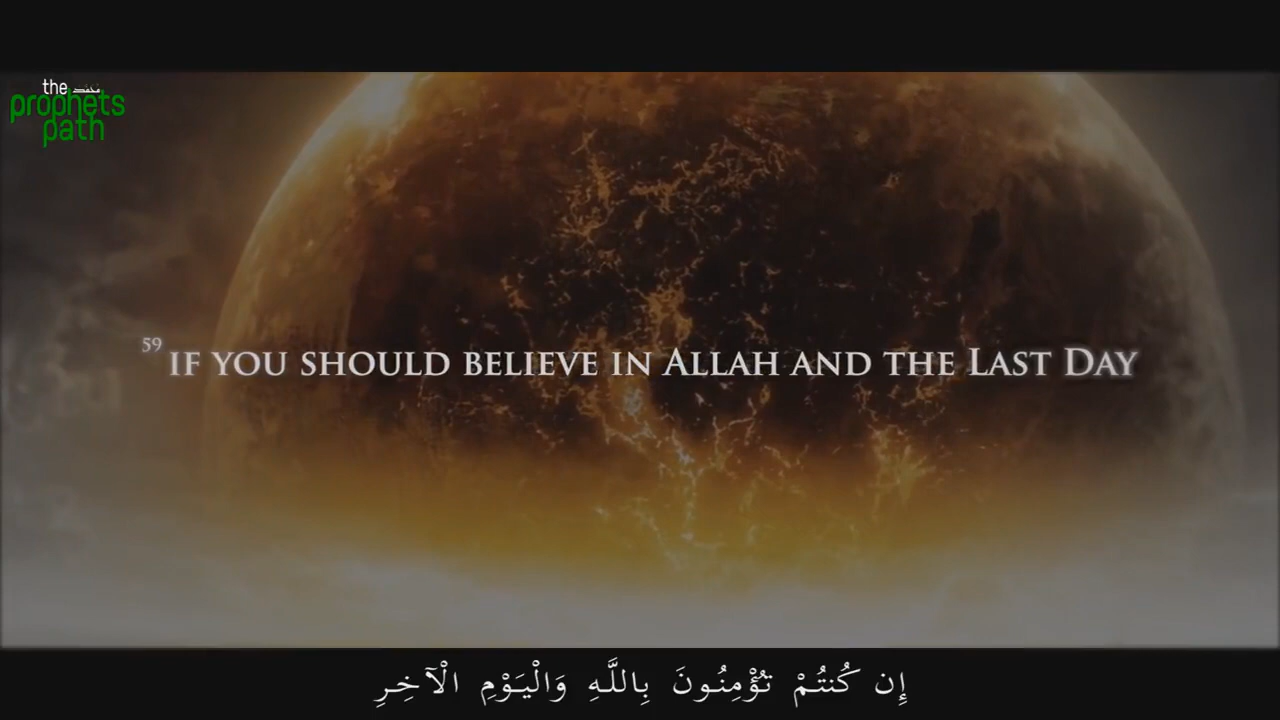 the محمد
prophets
path
59 IF YOU SHOULD BELIEVE IN ALLAH AND THE LAST DAY
إِن كُنتُمْ تُؤْمِنُونَ بِاللَّهِ وَالْيَوْمِ الْآخِرِ